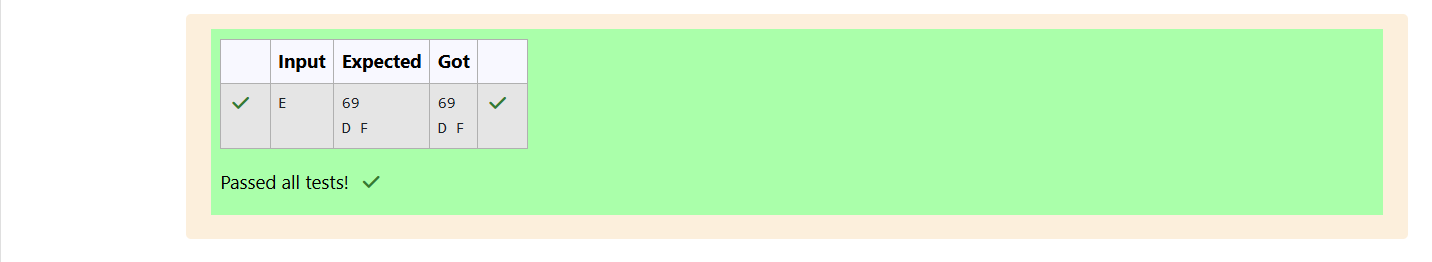 Input Expected Got
E 69 69
D F D F
Passed all tests!